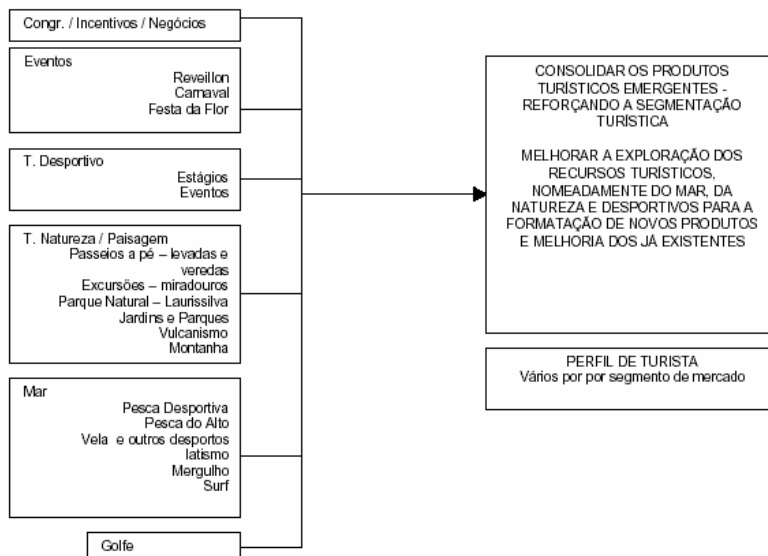 Congr. / Incentivos / Negócios
Eventos
Reveillon
Carnaval
Festa da Flor
T. Desportivo
Estágios
Eventos
T. Natureza / Paisagem
Passeios a pé – levadas e
veredas
Excursões – miradouros
Parque Natural – Laurissilva
Jardins e Parques
Vulcanismo
Montanha
Mar
Pesca Desportiva
Pesca do Alto
Vela e outros desportos
Iatismo
Mergulho
Surf
Golfe
CONSOLIDAR OS PRODUTOS
TURÍSTICOS EMERGENTES -
REFORÇANDO A SEGMENTAÇÃO
TURÍSTICA
MELHORAR A EXPLORAÇÃO DOS
RECURSOS TURÍSTICOS,
NOMEADAMENTE DO MAR, DA
NATUREZA E DESPORTIVOS PARA A
FORMATAÇÃO DE NOVOS PRODUTOS
E MELHORIA DOS JÁ EXISTENTES
PERFIL DE TURISTA
Vários por por segmento de mercado